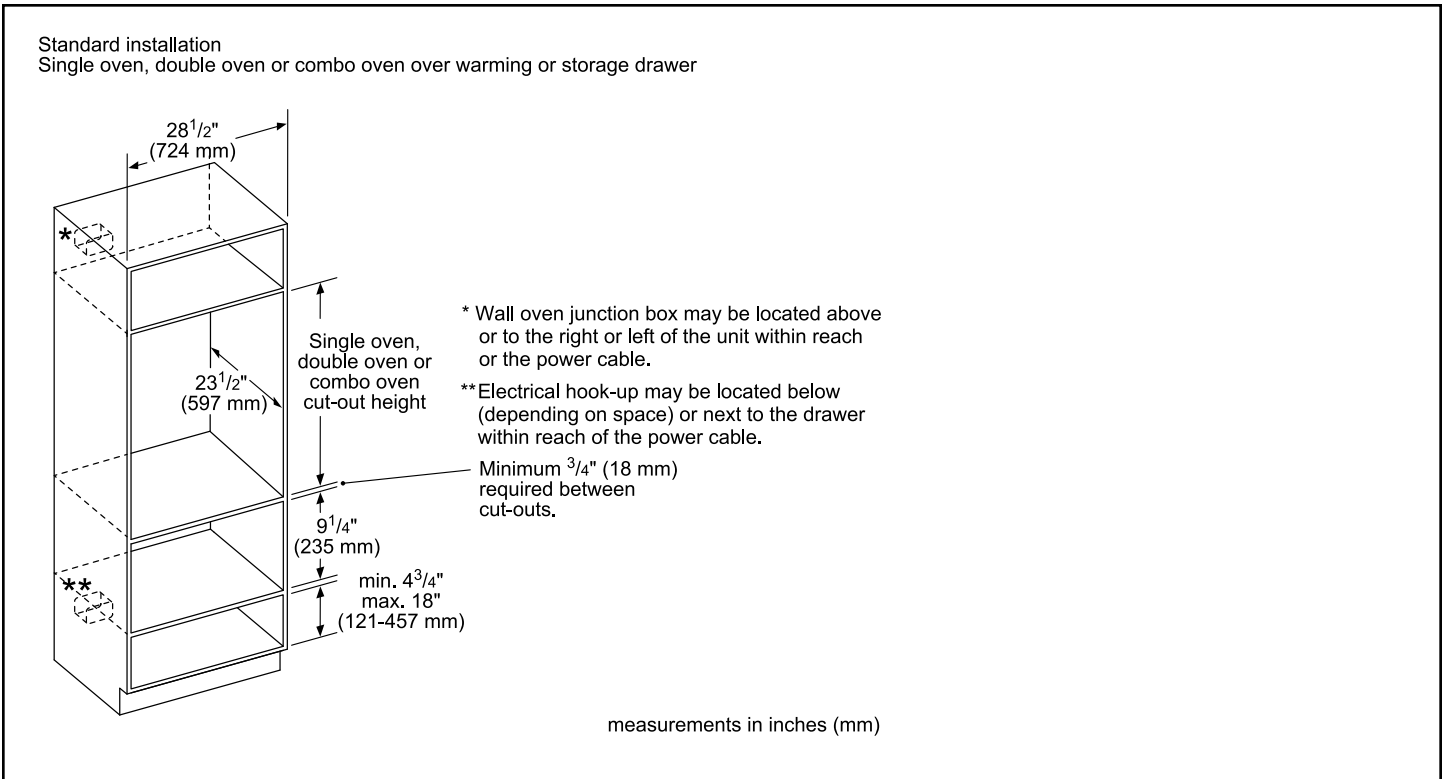 Standard installation
Single oven, double oven or combo oven over warming or storage drawer
28 1/2"
(724 mm)
*
Single oven,
double oven or
combo oven
cut-out height
23 1/2"
(597 mm)
* Wall oven junction box may be located above
or to the right or left of the unit within reach
or the power cable.
**Electrical hook-up may be located below
(depending on space) or next to the drawer
within reach of the power cable.
Minimum 3/4" (18 mm)
required between
cut-outs.
9 1/4"
(235 mm)
**
min. 4 3/4"
max. 18"
(121-457 mm)
measurements in inches (mm)